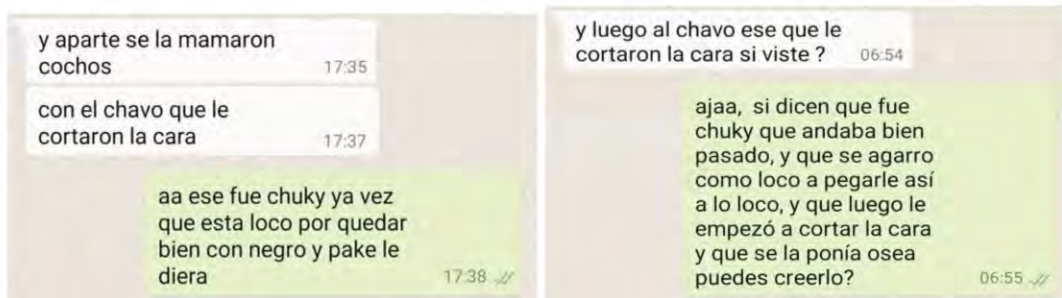 y aparte se la mamaron
cochos
17:35
con el chavo que le
cortaron la cara
17:37
aa ese fue chuky ya vez
que esta loco por quedar
bien con negro y pake le
diera
17:38
y luego al chavo ese que le
cortaron la cara si viste ?
06:54
ajaa, si dicen que fue
chuky que andaba bien
pasado, y que se agarro
como loco a pegarle así
a lo loco, y que luego le
empezó a cortar la cara
y que se la ponía osea
puedes creerlo?
06:55